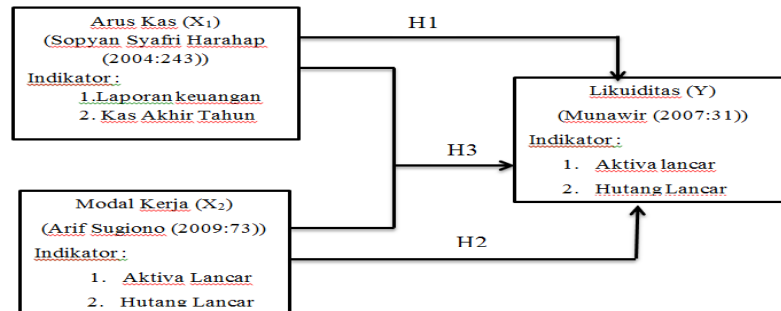 Arus Kas (X₁)
(Sopyan Syafri Harahap
(2004:243))
Indikator :
1.Laporan keuangan
2. Kas Akhir Tahun
H1
Likuiditas (Y)
(Munawir (2007:31))
Indikator :
1. Aktiva lancar
2. Hutang Lancar
H3
Modal Kerja (X₂)
(Arif Sugiono (2009:73))
Indikator :
1. Aktiva Lancar
2. Hutang Lancar
H2